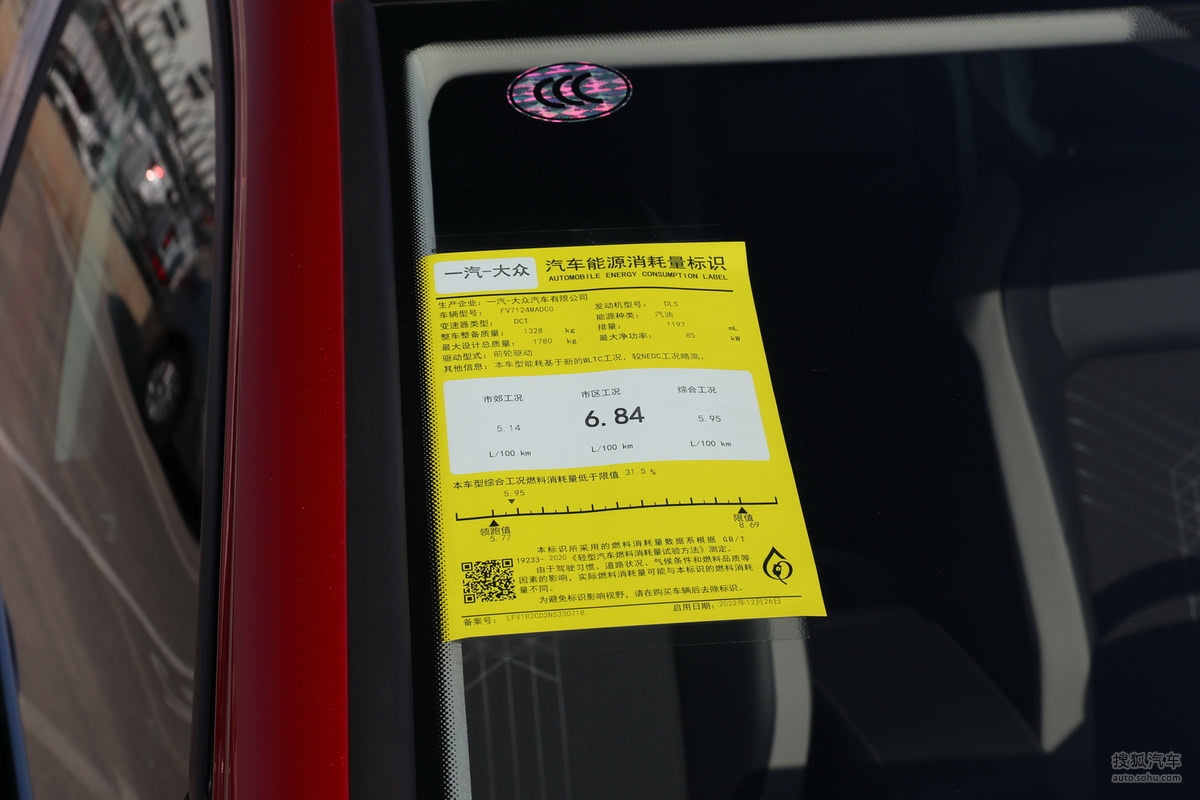 CCC
一汽-大众
汽车能源消耗量标识
AUTOMOBILE ENERGY CONSUMPTION LABEL
生产企业：一汽-大众汽车有限公司
车辆型号： FV7124MADCG 发动机型号： DLS
变速器类型： DCT 能源种类： 汽油
整车整备质量： 1328 kg 排量： 1197 mL
最大设计总质量： 1780 kg 最大净功率： 85 kW
驱动型式：前轮驱动
其他信息：本车型能耗基于新的WLTC工况，较NEDC工况略高。
市郊工况 市区工况 综合工况
5.14 6.84 5.95
L/100 km L/100 km L/100 km
本车型综合工况燃料消耗量低于限值 31.5 %
5.95
领跑值 限值
5.77 8.69
本标识所采用的燃料消耗量数据系根据 GB/T
19233- 2020《轻型汽车燃料消耗量试验方法》测定。
由于驾驶习惯、道路状况、气候条件和燃料品质等
因素的影响，实际燃料消耗量可能与本标识的燃料消耗
量不同。
为避免标识影响视野，请在购买车辆后去除标识。
备案号： LFV1B2CD2N5330718 启用日期：2022年12月26日
搜狐汽车
auto.sohu.com